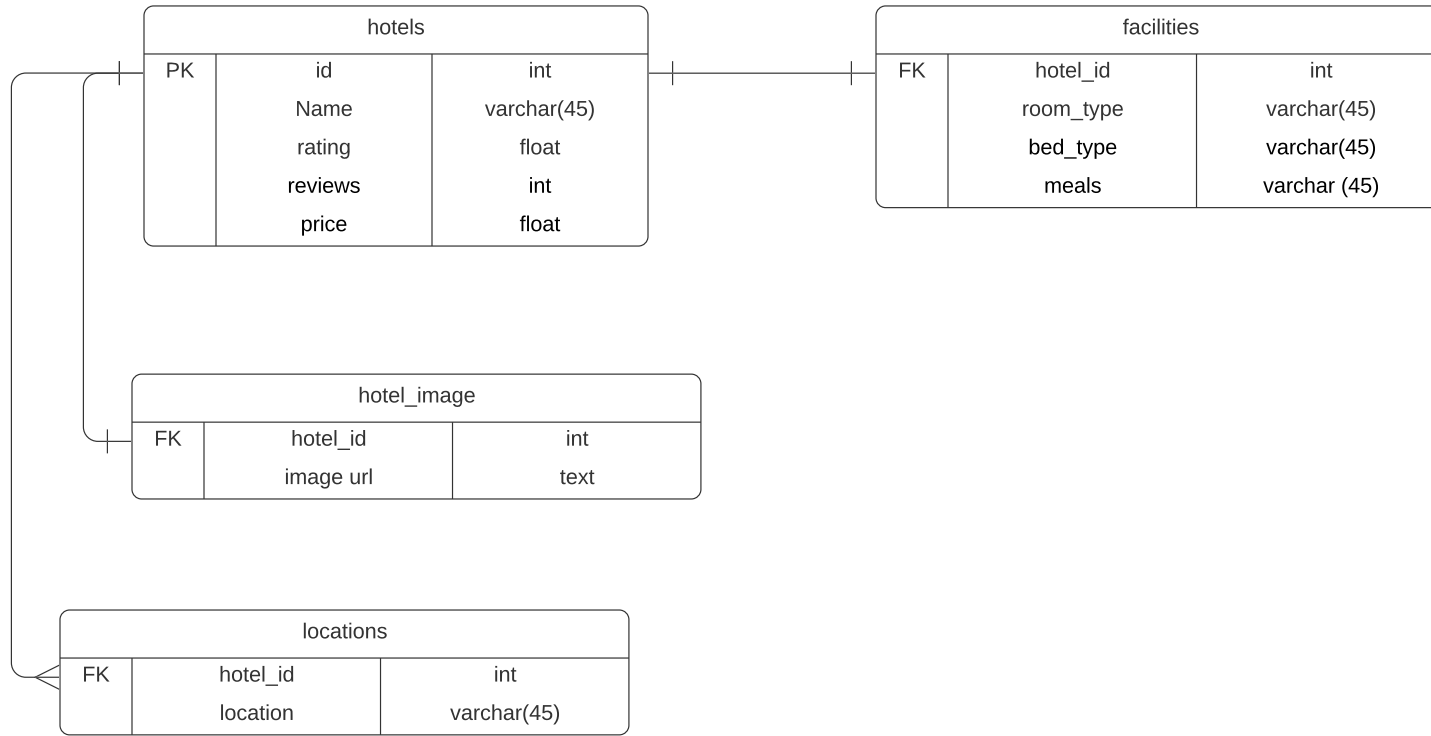 hotels
PK id int
Name varchar(45)
rating float
reviews int
price float
facilities
FK hotel_id int
room_type varchar(45)
bed_type varchar(45)
meals varchar (45)
hotel_image
FK hotel_id int
image url text
locations
FK hotel_id int
location varchar(45)